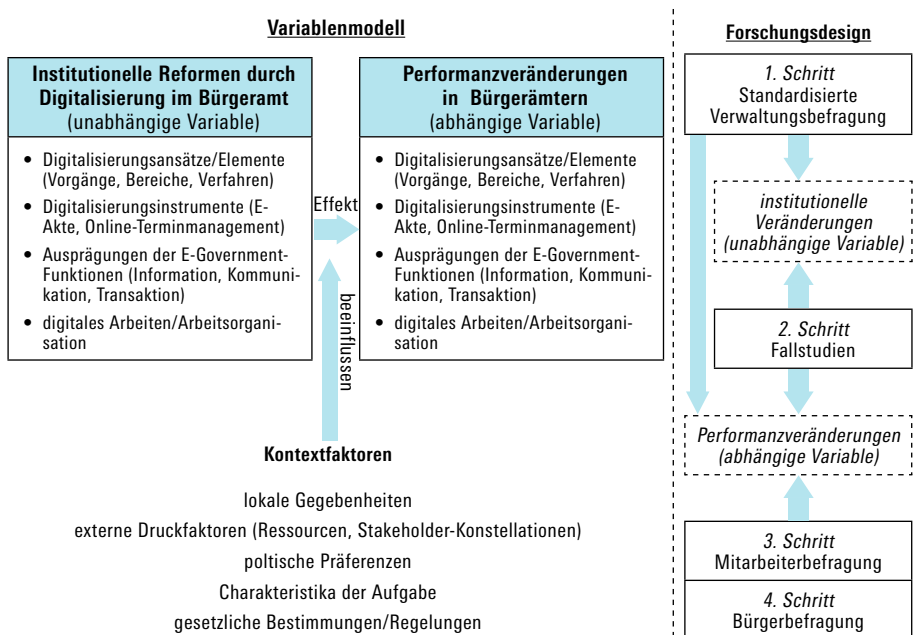 Variablenmodell
Institutionelle Reformen durch
Digitalisierung im Bürgeramt
(unabhängige Variable)
• Digitalisierungsansätze/Elemente
(Vorgänge, Bereiche, Verfahren)
• Digitalisierungsinstrumente (E-
Akte, Online-Terminmanagement)
• Ausprägungen der E-Government-
Funktionen (Information, Kommuni-
kation, Transaktion)
• digitales Arbeiten/Arbeitsorgani-
sation
Effekt
beeinflussen
Performanzveränderungen
in Bürgerämtern
(abhängige Variable)
• Digitalisierungsansätze/Elemente
(Vorgänge, Bereiche, Verfahren)
• Digitalisierungsinstrumente (E-
Akte, Online-Terminmanagement)
• Ausprägungen der E-Government-
Funktionen (Information, Kommuni-
kation, Transaktion)
• digitales Arbeiten/Arbeitsorgani-
sation
Kontextfaktoren
lokale Gegebenheiten
externe Druckfaktoren (Ressourcen, Stakeholder-Konstellationen)
poltische Präferenzen
Charakteristika der Aufgabe
gesetzliche Bestimmungen/Regelungen
Forschungsdesign
1. Schritt
Standardisierte
Verwaltungsbefragung
institutionelle
Veränderungen
(unabhängige Variable)
2. Schritt
Fallstudien
Performanzveränderungen
(abhängige Variable)
3. Schritt
Mitarbeiterbefragung
4. Schritt
Bürgerbefragung